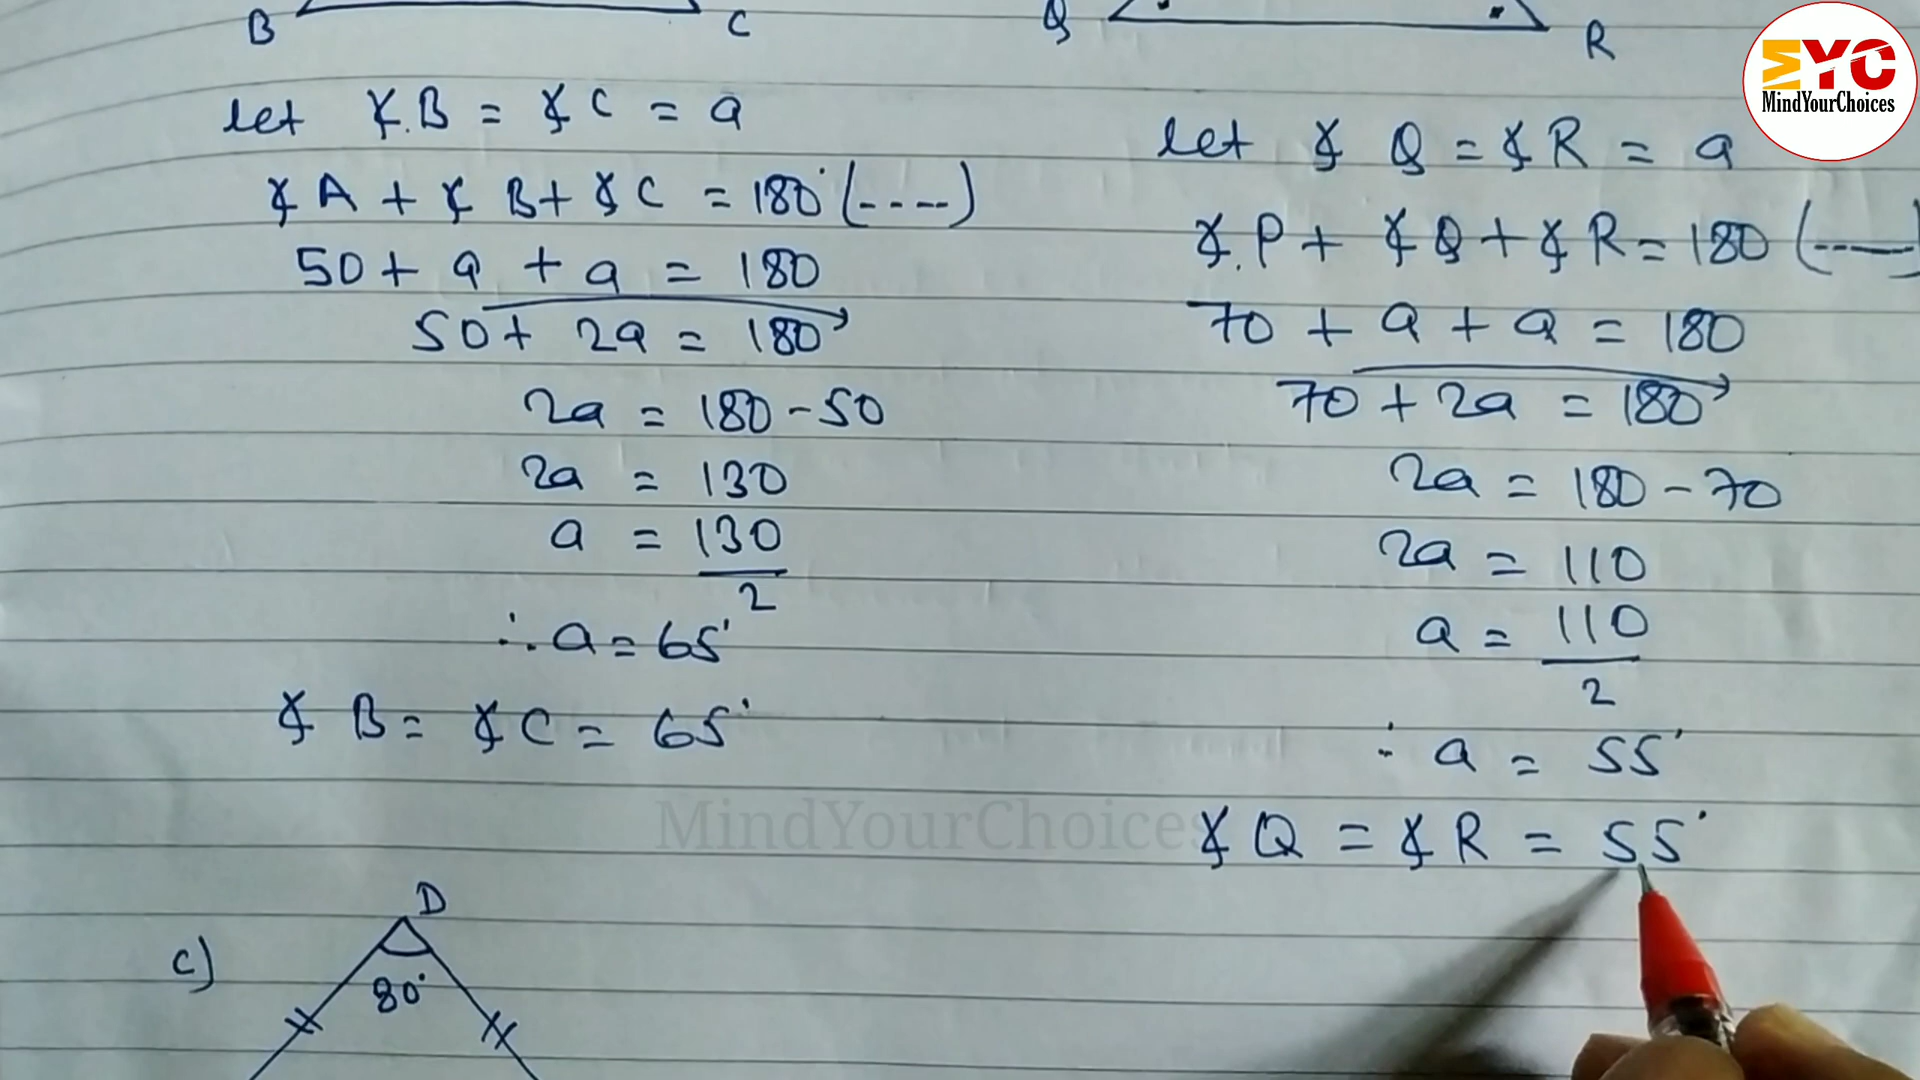 B C
let ∠B = ∠C = a
∠A + ∠B + ∠C = 180° (----)
50 + a + a = 180
50 + 2a = 180
2a = 180 - 50
2a = 130
a = 130/2
∴ a = 65°
∠B = ∠C = 65°
c) D
80°
Q R
let ∠Q = ∠R = a
∠P + ∠Q + ∠R = 180 (----)
70 + a + a = 180
70 + 2a = 180
2a = 180 - 70
2a = 110
a = 110/2
∴ a = 55°
∠Q = ∠R = 55°
MYC
MindYourChoices
MindYourChoices